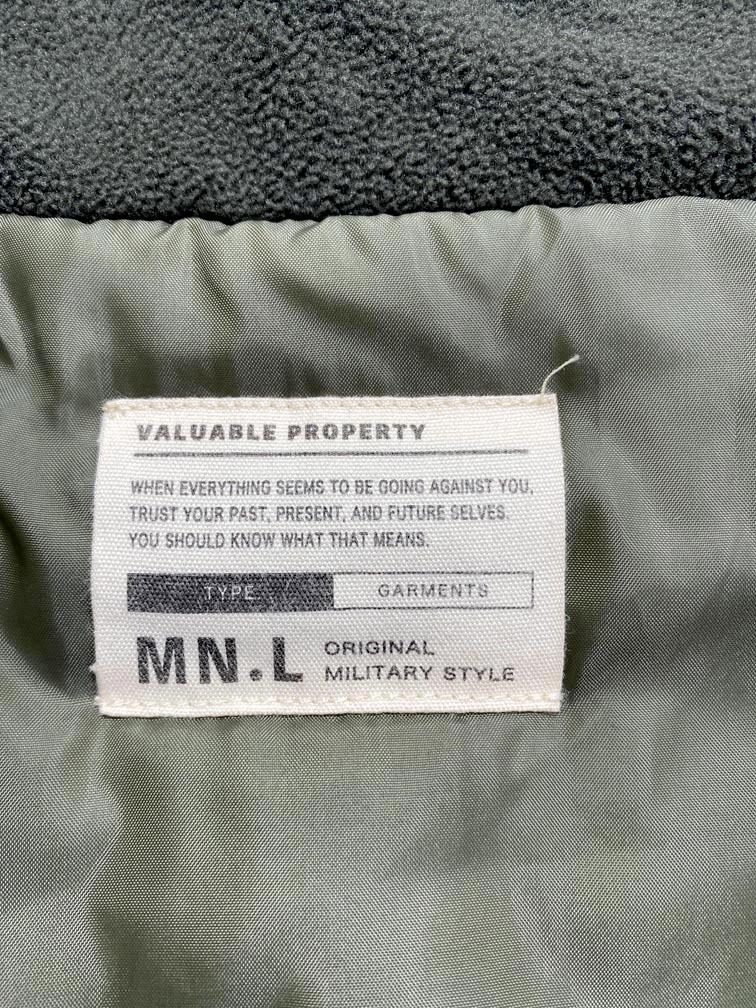 VALUABLE PROPERTY
WHEN EVERYTHING SEEMS TO BE GOING AGAINST YOU,
TRUST YOUR PAST, PRESENT, AND FUTURE SELVES.
YOU SHOULD KNOW WHAT THAT MEANS.
TYPE GARMENTS
MN.L ORIGINAL
MILITARY STYLE